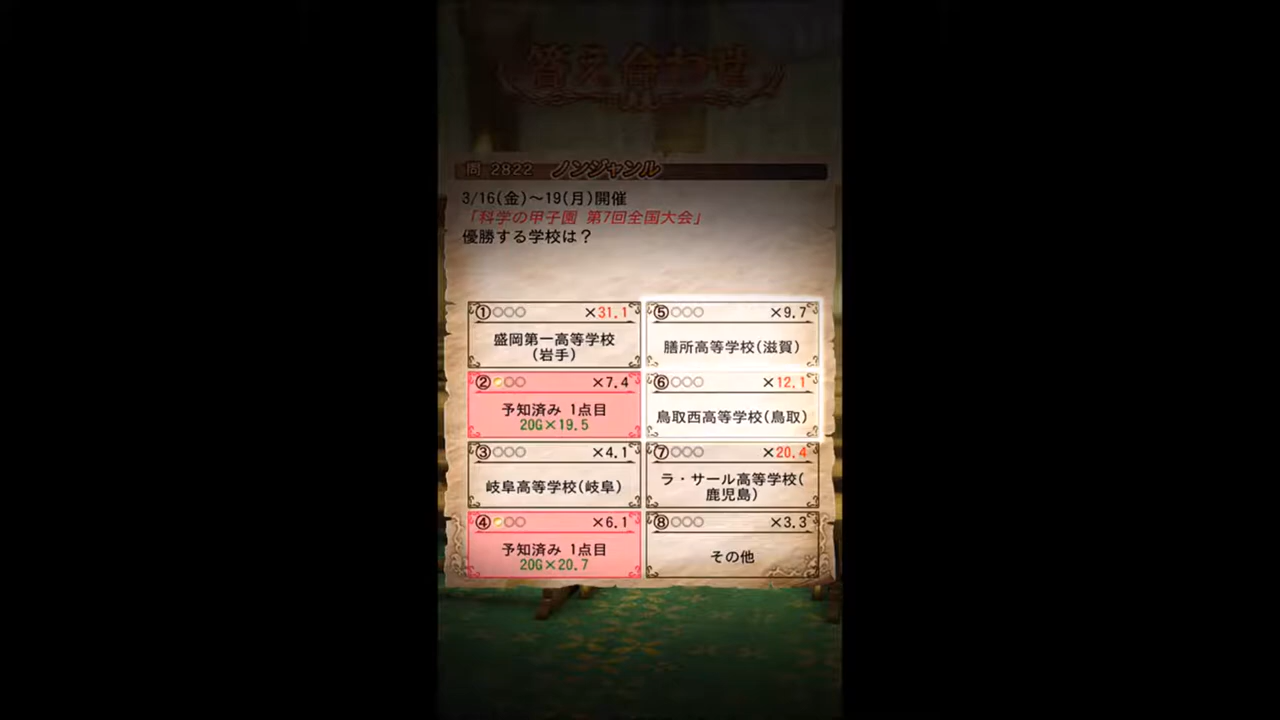 答え合わせ
問 2822 ノンジャンル
3/16(金)～19(月)開催
「科学の甲子園 第7回全国大会」
優勝する学校は？
①○○○ ×31.1
盛岡第一高等学校
(岩手)
②○○○ ×7.4
予知済み 1点目
20G×19.5
③○○○ ×4.1
岐阜高等学校(岐阜)
④○○○ ×6.1
予知済み 1点目
20G×20.7
⑤○○○ ×9.7
膳所高等学校(滋賀)
⑥○○○ ×12.1
鳥取西高等学校(鳥取)
⑦○○○ ×20.4
ラ・サール高等学校(
鹿児島)
⑧○○○ ×3.3
その他